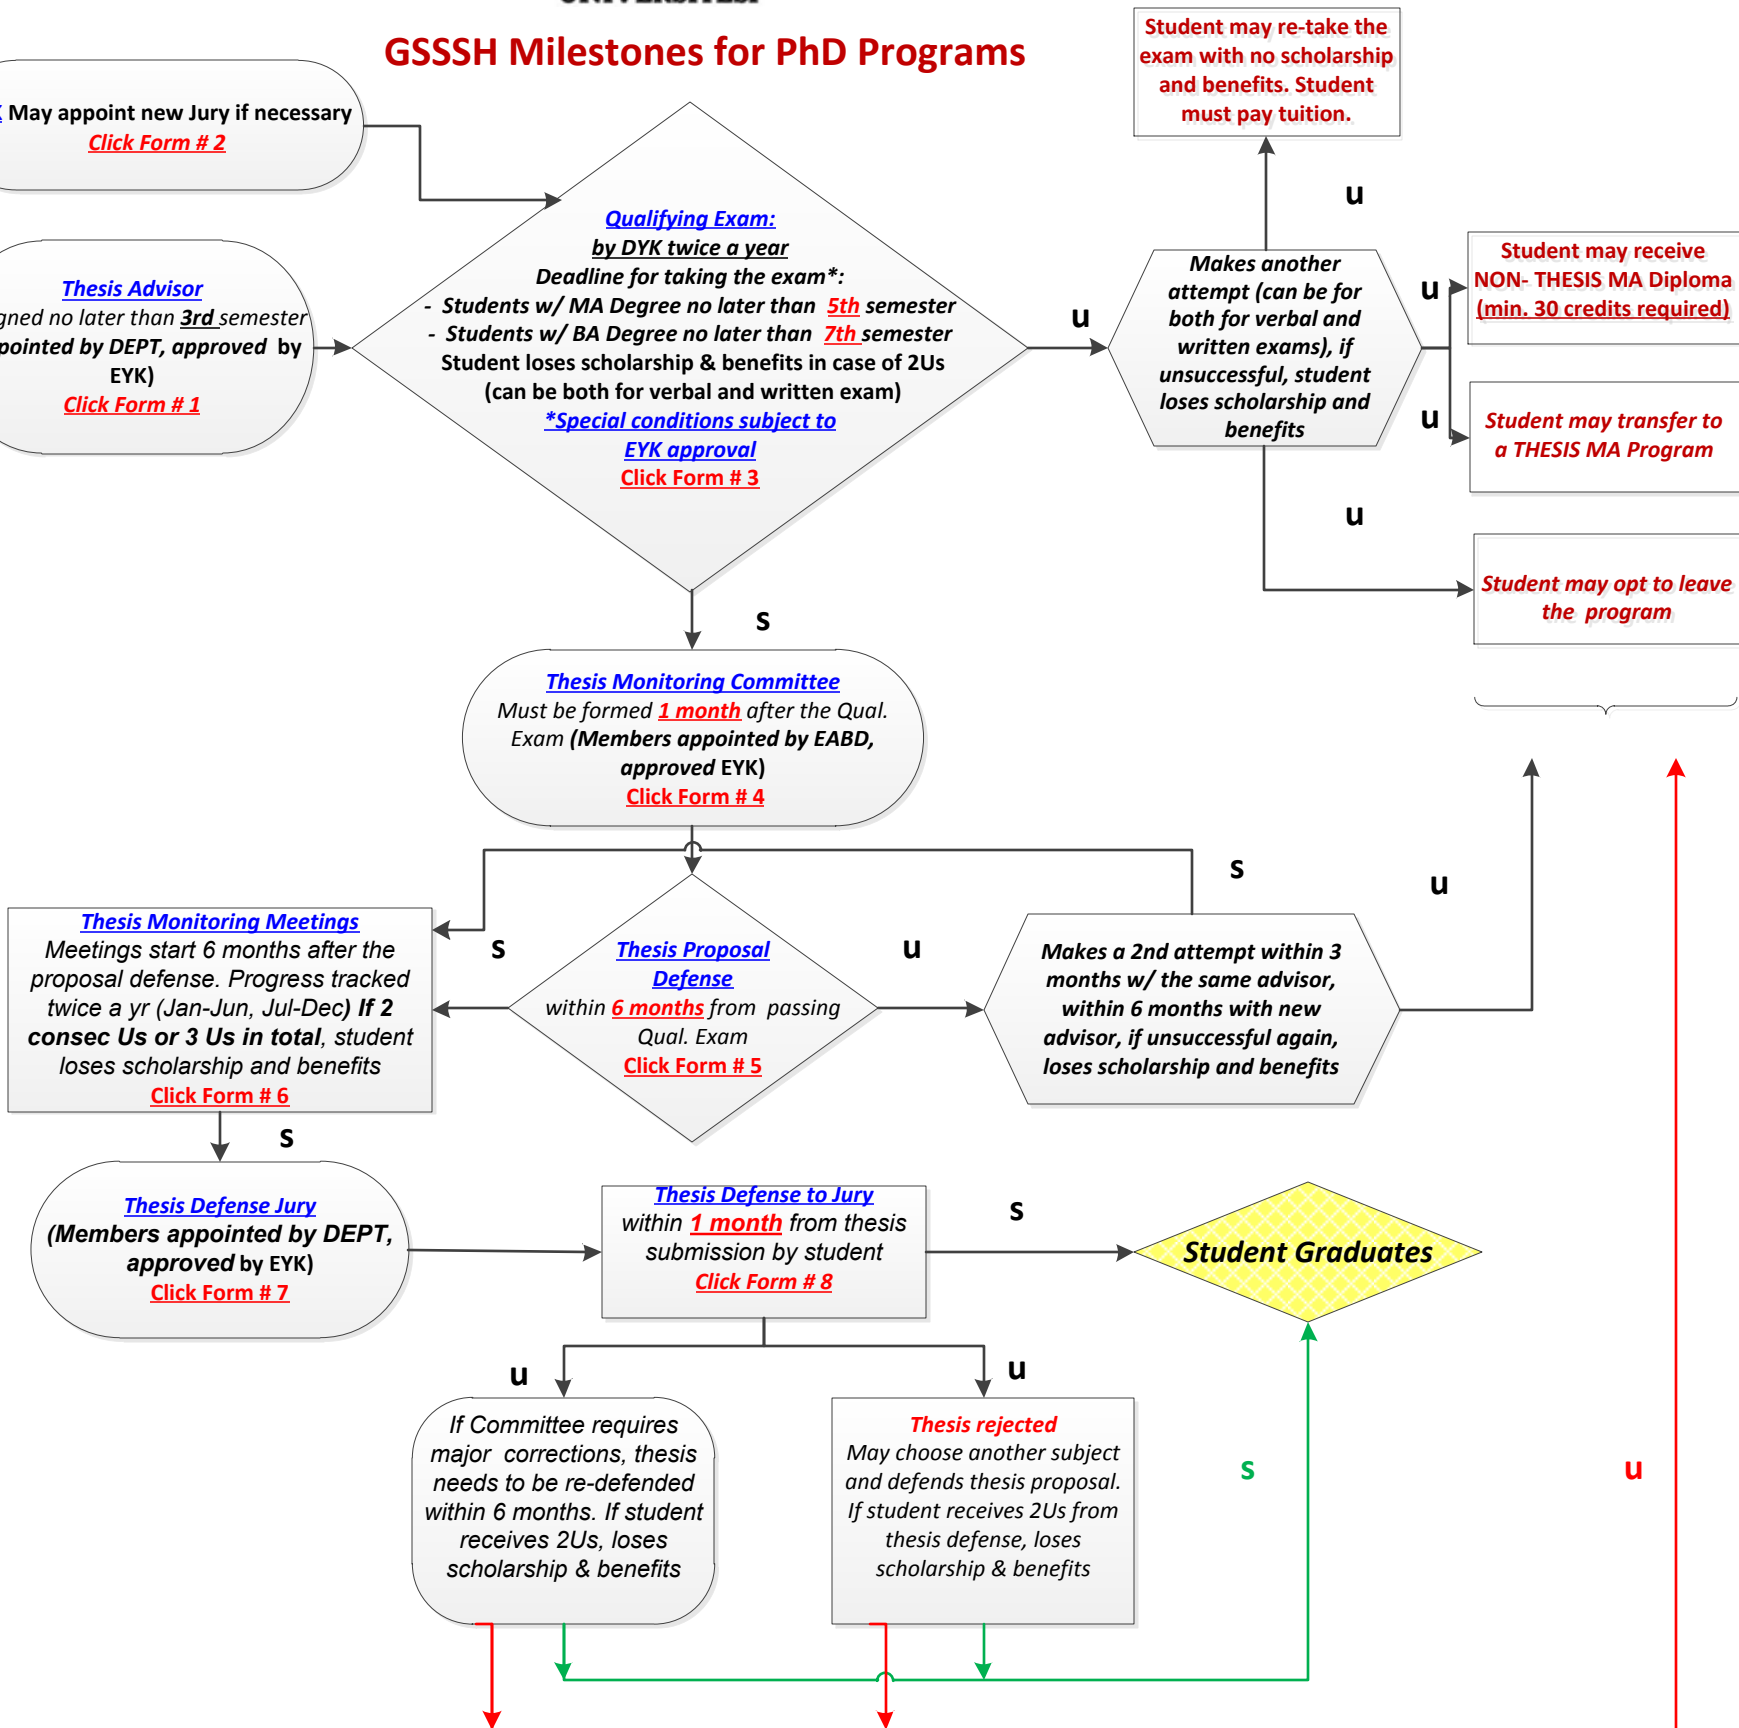 GSSSH Milestones for PhD Programs
May appoint new Jury if necessary
Click Form # 2
Thesis Advisor
no later than 3rd semester
by DEPT, approved by
EYK)
Click Form # 1
Qualifying Exam:
by DYK twice a year
Deadline for taking the exam*:
- Students w/ MA Degree no later than 5th semester
- Students w/ BA Degree no later than 7th semester
Student loses scholarship & benefits in case of 2Us
(can be both for verbal and written exam)
*Special conditions subject to
EYK approval
Click Form # 3
u
Makes another
attempt (can be for
both for verbal and
written exams), if
unsuccessful, student
loses scholarship and
benefits
u
Student may re-take the
exam with no scholarship
and benefits. Student
must pay tuition.
u
Student may receive
NON- THESIS MA Diploma
(min. 30 credits required)
u
Student may transfer to
a THESIS MA Program
u
Student may opt to leave
the program
s
Thesis Monitoring Committee
Must be formed 1 month after the Qual.
Exam (Members appointed by EABD,
approved EYK)
Click Form # 4
Thesis Monitoring Meetings
Meetings start 6 months after the
proposal defense. Progress tracked
twice a yr (Jan-Jun, Jul-Dec) If 2
consec Us or 3 Us in total, student
loses scholarship and benefits
Click Form # 6
s
Thesis Proposal
Defense
within 6 months from passing
Qual. Exam
Click Form # 5
u
Makes a 2nd attempt within 3
months w/ the same advisor,
within 6 months with new
advisor, if unsuccessful again,
loses scholarship and benefits
s
u
s
Thesis Defense Jury
(Members appointed by DEPT,
approved by EYK)
Click Form # 7
Thesis Defense to Jury
within 1 month from thesis
submission by student
Click Form # 8
s
Student Graduates
u
If Committee requires
major corrections, thesis
needs to be re-defended
within 6 months. If student
receives 2Us, loses
scholarship & benefits
u
Thesis rejected
May choose another subject
and defends thesis proposal.
If student receives 2Us from
thesis defense, loses
scholarship & benefits
s
u